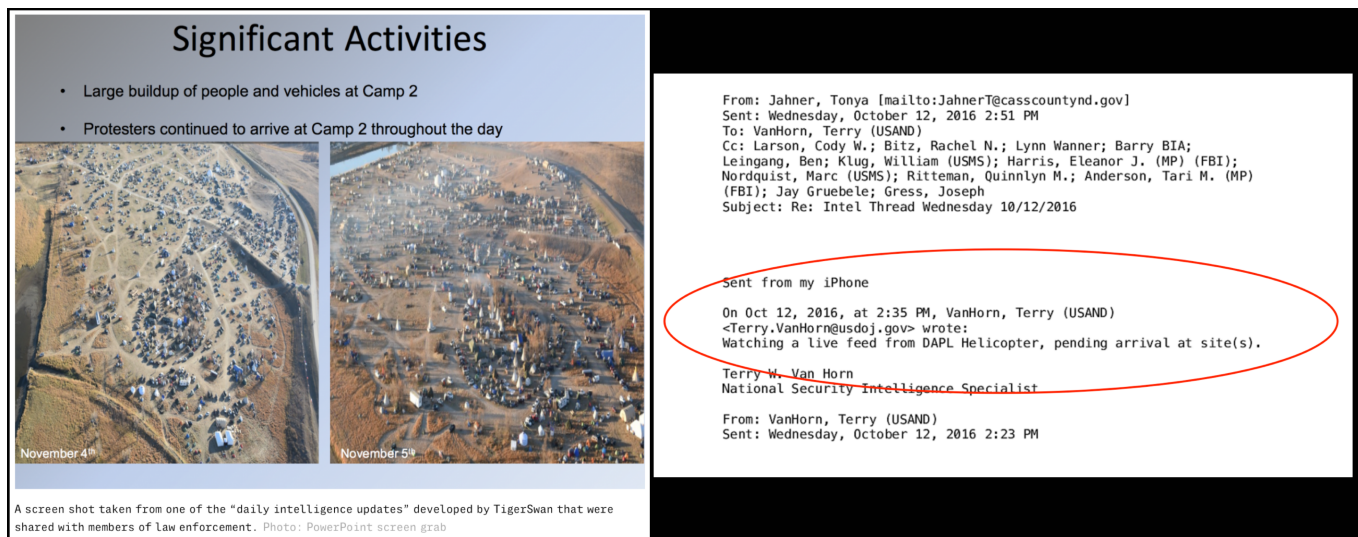 Significant Activities
• Large buildup of people and vehicles at Camp 2
• Protesters continued to arrive at Camp 2 throughout the day
November 4th
November 5th
A screen shot taken from one of the “daily intelligence updates” developed by TigerSwan that were
shared with members of law enforcement. Photo: PowerPoint screen grab
From: Jahner, Tonya [mailto:JahnerT@casscountynd.gov]
Sent: Wednesday, October 12, 2016 2:51 PM
To: VanHorn, Terry (USAND)
Cc: Larson, Cody W.; Bitz, Rachel N.; Lynn Wanner; Barry BIA;
Leingang, Ben; Klug, William (USMS); Harris, Eleanor J. (MP) (FBI);
Nordquist, Marc (USMS); Ritteman, Quinnlyn M.; Anderson, Tari M. (MP)
(FBI); Jay Gruebele; Gress, Joseph
Subject: Re: Intel Thread Wednesday 10/12/2016
Sent from my iPhone
On Oct 12, 2016, at 2:35 PM, VanHorn, Terry (USAND)
<Terry.VanHorn@usdoj.gov> wrote:
Watching a live feed from DAPL Helicopter, pending arrival at site(s).
Terry W. Van Horn
National Security Intelligence Specialist
From: VanHorn, Terry (USAND)
Sent: Wednesday, October 12, 2016 2:23 PM